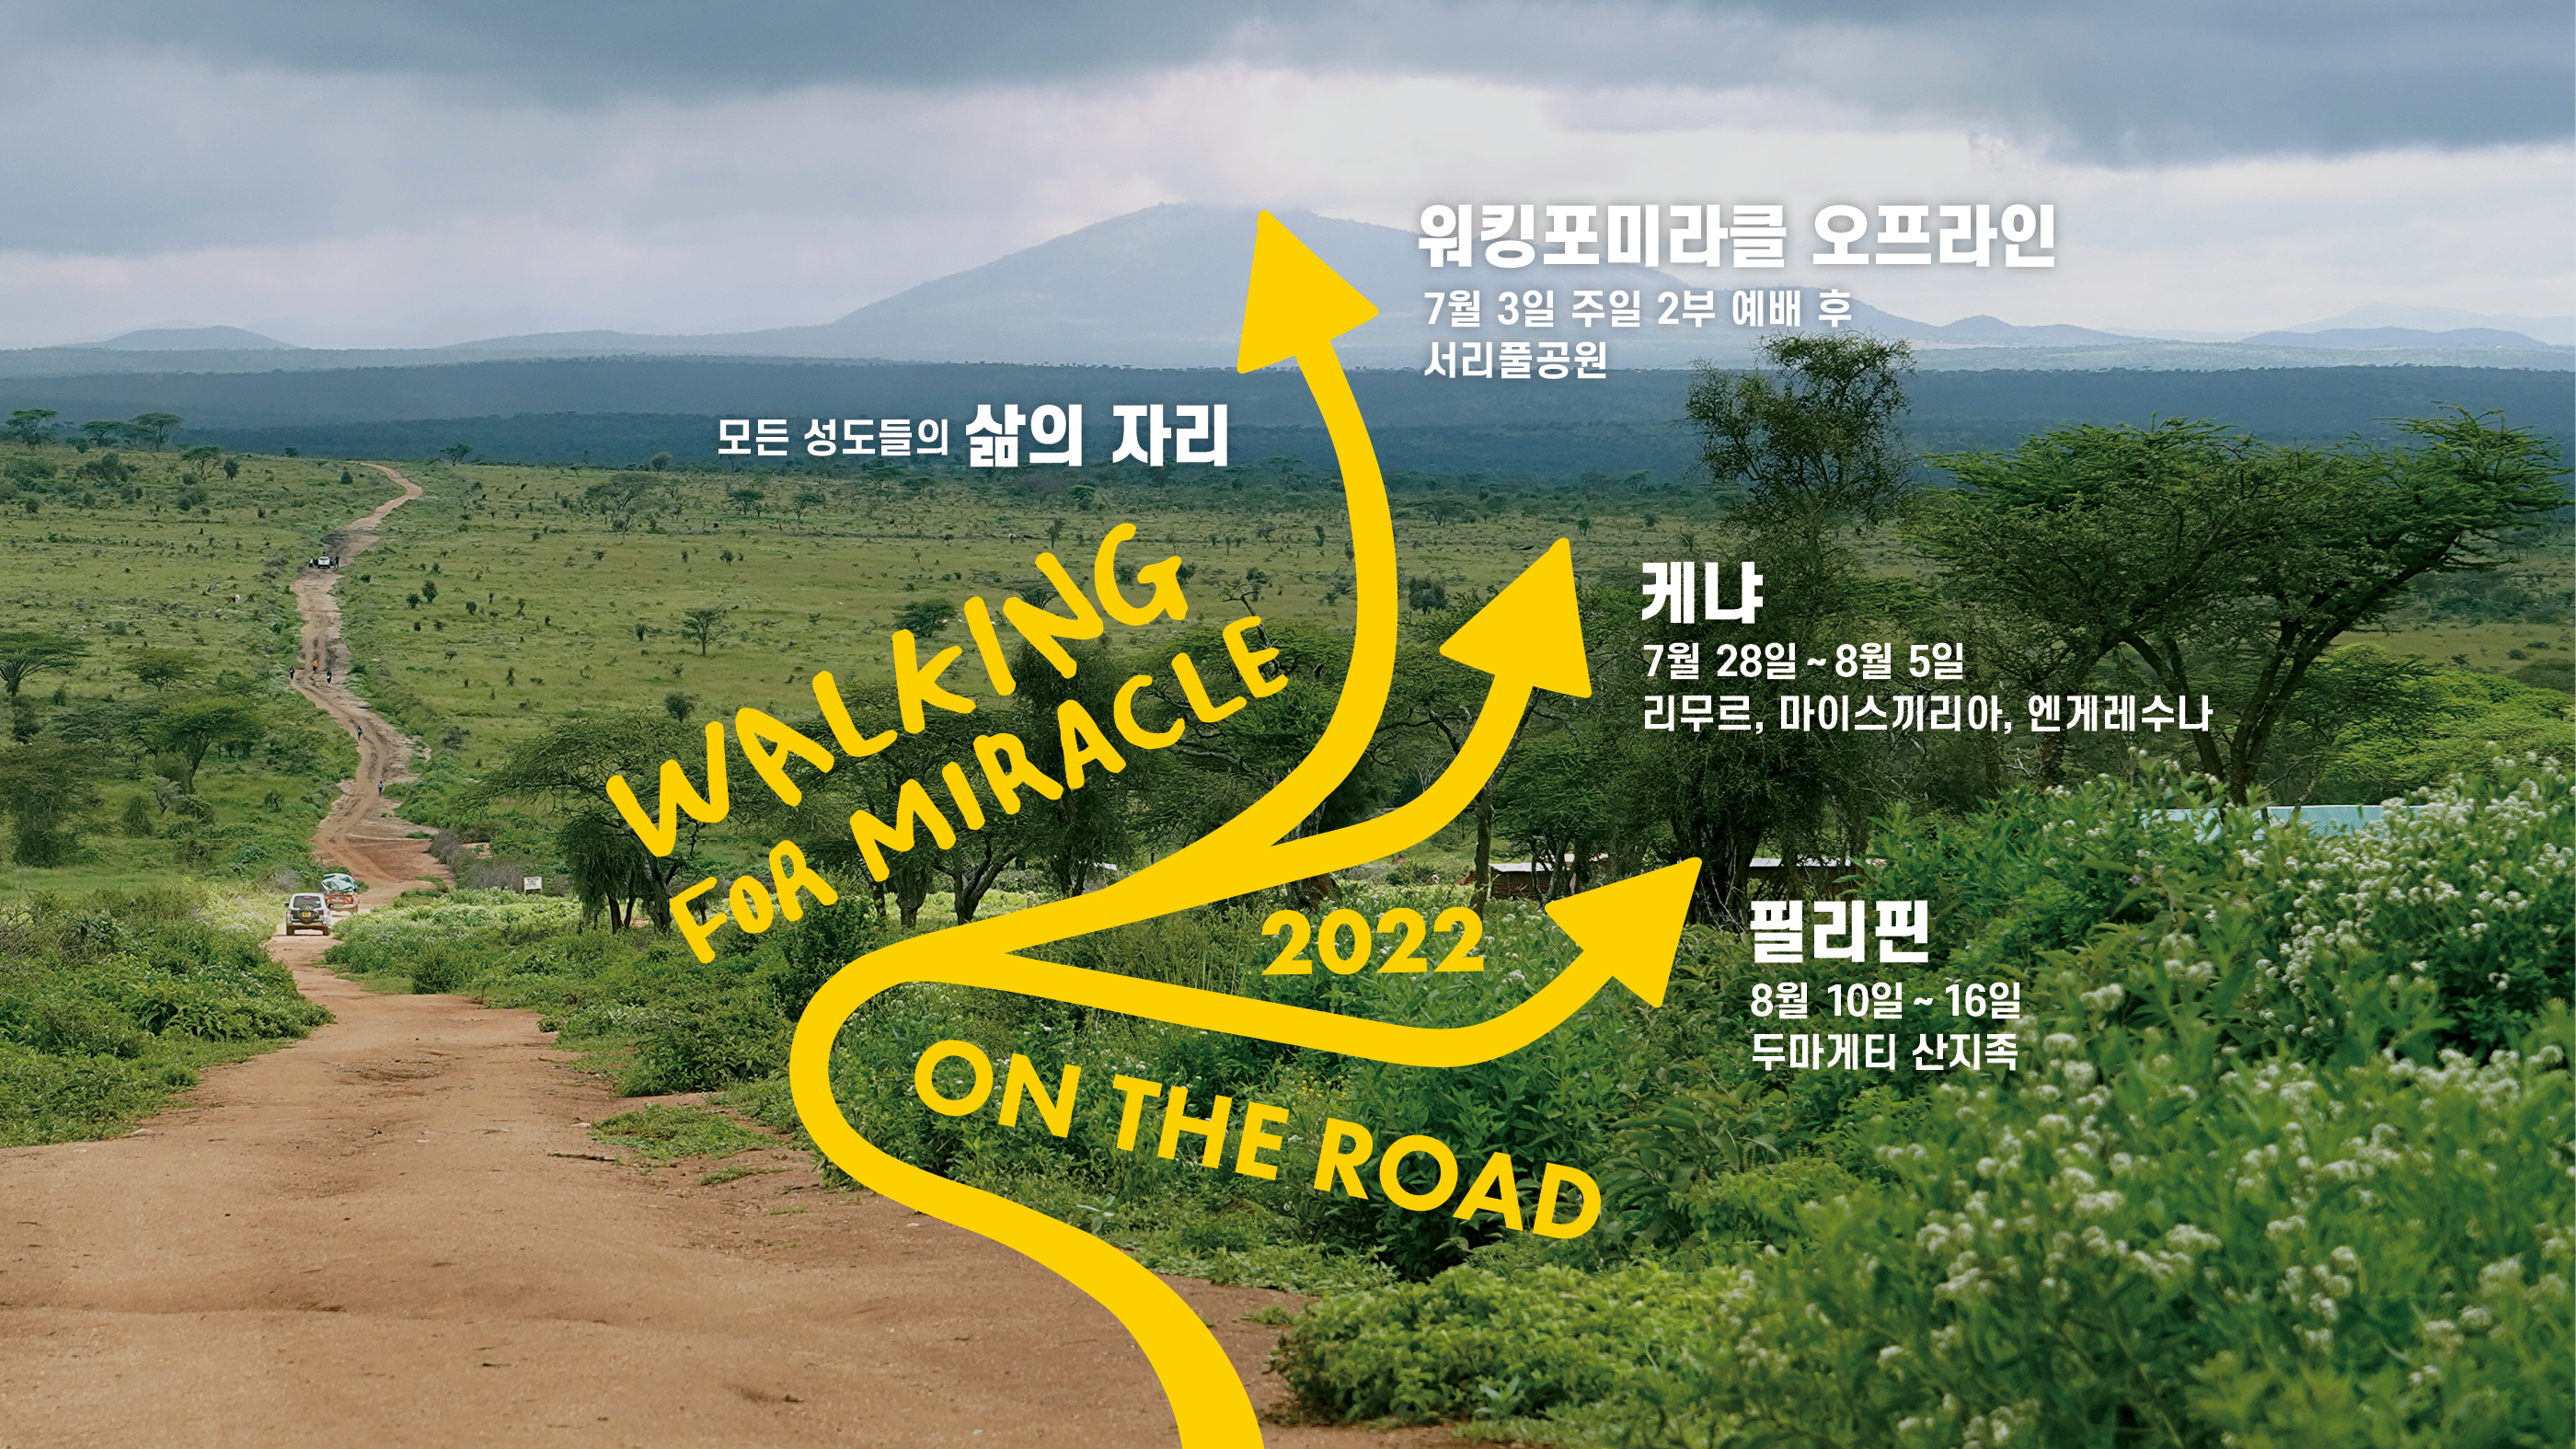 워킹포미라클 오프라인
7월 3일 주일 2부 예배 후
서리풀공원
모든 성도들의 삶의 자리
WALKING
FOR MIRACLE
케냐
7월 28일 ~ 8월 5일
리무르, 마이스끼리아, 엔게레수나
2022
필리핀
8월 10일 ~ 16일
두마게티 산지족
ON THE ROAD